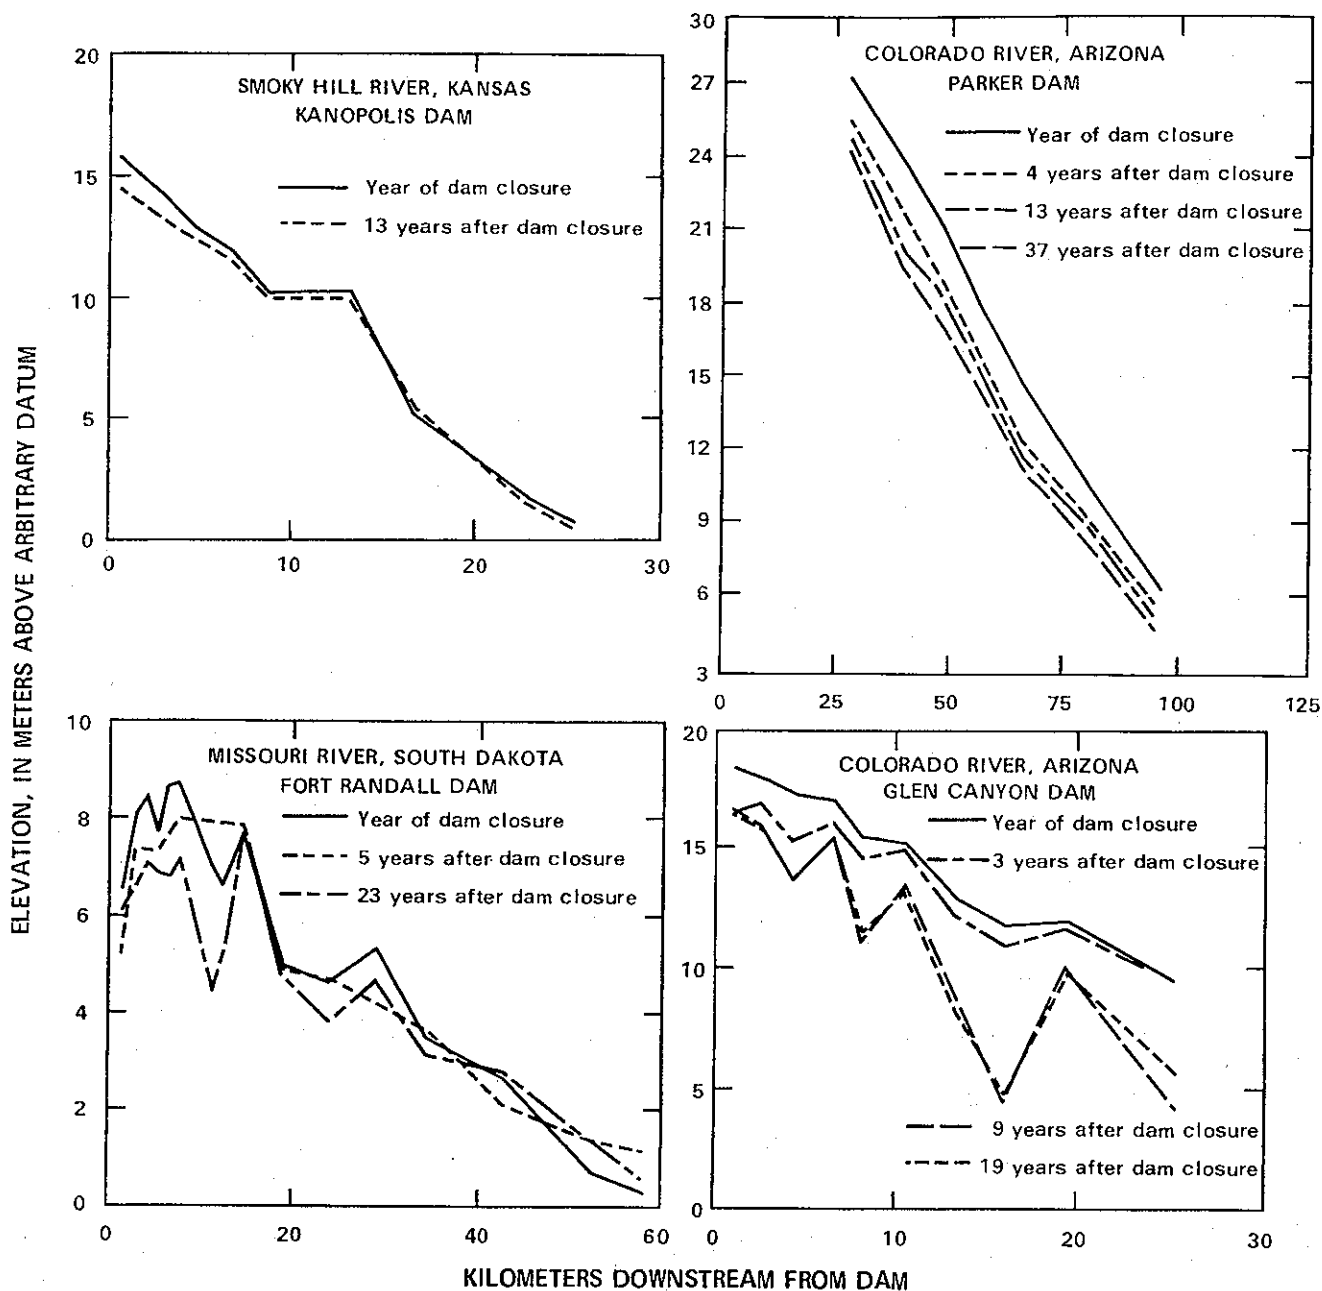 ELEVATION, IN METERS ABOVE ARBITRARY DATUM
20
15
10
5
0
SMOKY HILL RIVER, KANSAS
KANOPOLIS DAM
Year of dam closure
13 years after dam closure
0 10 20 30
30
27
24
21
18
15
12
9
6
3
COLORADO RIVER, ARIZONA
PARKER DAM
Year of dam closure
4 years after dam closure
13 years after dam closure
37 years after dam closure
0 25 50 75 100 125
10
8
6
4
2
0
MISSOURI RIVER, SOUTH DAKOTA
FORT RANDALL DAM
Year of dam closure
5 years after dam closure
23 years after dam closure
0 20 40 60
20
15
10
5
0
COLORADO RIVER, ARIZONA
GLEN CANYON DAM
Year of dam closure
3 years after dam closure
9 years after dam closure
19 years after dam closure
0 10 20 30
KILOMETERS DOWNSTREAM FROM DAM